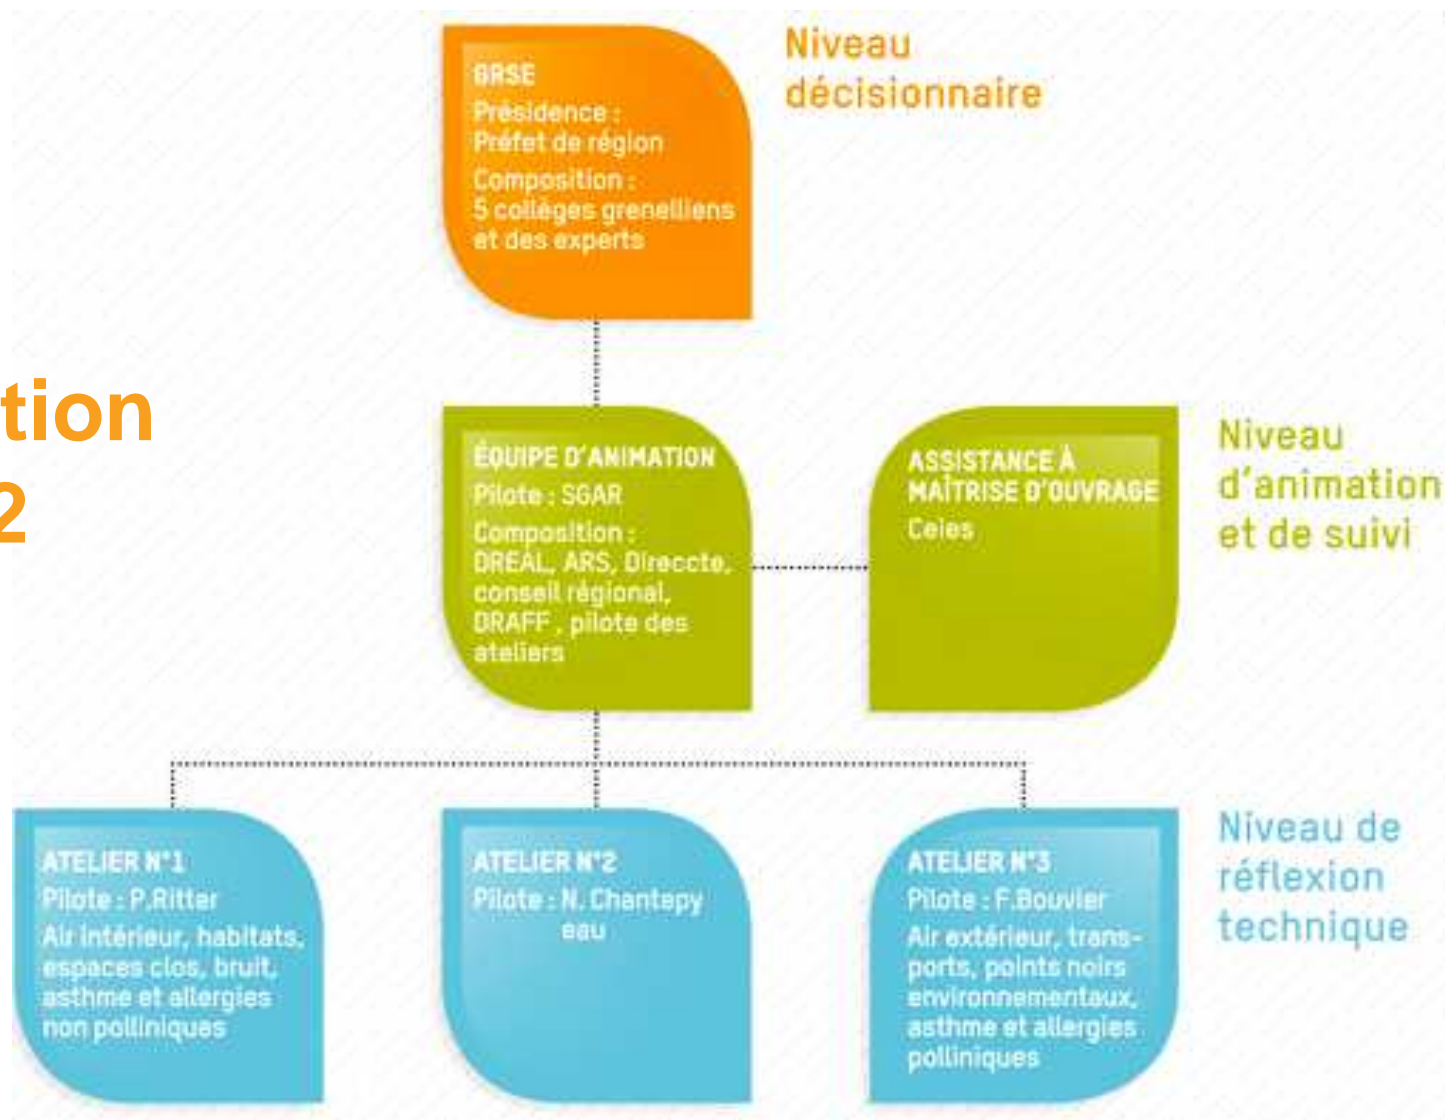 Niveau
décisionnaire
GRSE
Présidence :
Préfet de région
Composition :
5 collèges grenelliens
et des experts
tion
2
ÉQUIPE D'ANIMATION
Pilote : SGAR
Composition :
DREAL, ARS, Direccte,
conseil régional,
DRAFF , pilote des
ateliers
ASSISTANCE À
MAÎTRISE D'OUVRAGE
Ceies
Niveau
d'animation
et de suivi
ATELIER N°1
Pilote : P.Ritter
Air intérieur, habitats,
espaces clos, bruit,
asthme et allergies
non polliniques
ATELIER N°2
Pilote : N. Chantepy
eau
ATELIER N°3
Pilote : F.Bouvier
Air extérieur, trans-
ports, points noirs
environnementaux,
asthme et allergies
polliniques
Niveau de
réflexion
technique